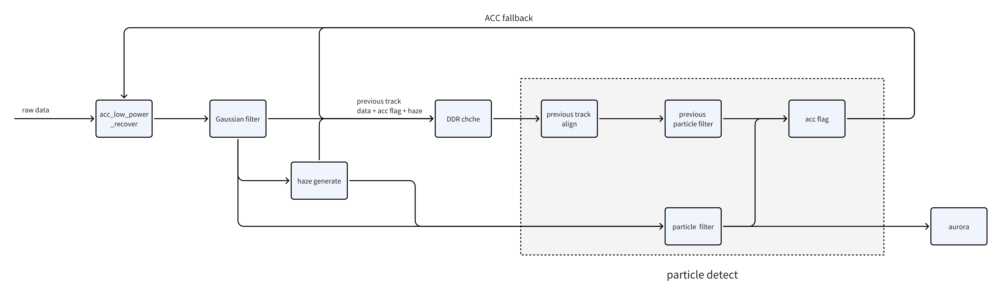 ACC fallback
raw data
acc_low_power
_recover
Gaussian filter
previous track
data + acc flag + haze
DDR chche
previous track
align
previous
particle filter
acc flag
haze generate
particle  filter
aurora
particle detect